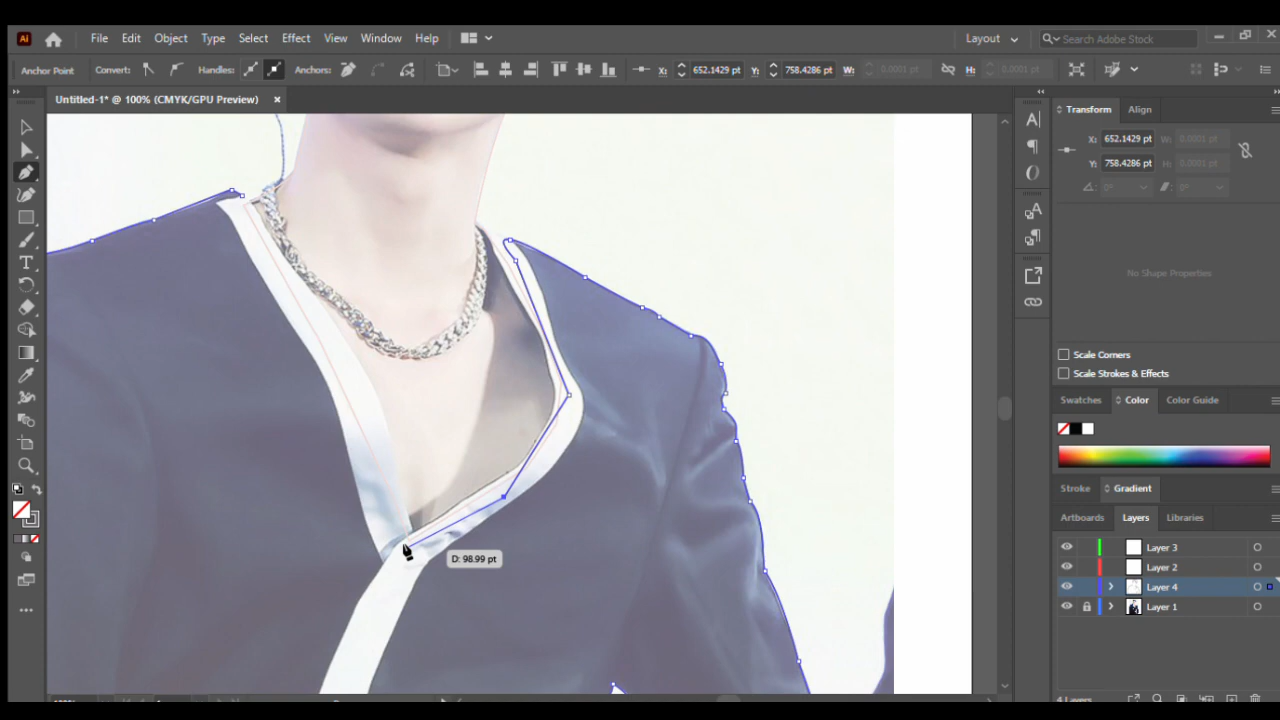 Ai File Edit Object Type Select Effect View Window Help Layout Search Adobe Stock
Anchor Point Convert: Handles: Anchors: X: 652.1429 pt Y: 758.4286 pt W: 0.0001 pt H: 0.0001 pt
Untitled-1* @ 100% (CMYK/GPU Preview) ×
Transform Align
X: 652.1429 pt W: 0.0001 pt
Y: 758.4286 pt H: 0.0001 pt
0° 0°
No Shape Properties
Scale Corners
Scale Strokes & Effects
Swatches Color Color Guide
Stroke Gradient
Artboards Layers Libraries
Layer 3
Layer 2
Layer 4
Layer 1
D: 98.99 pt
4 Layers